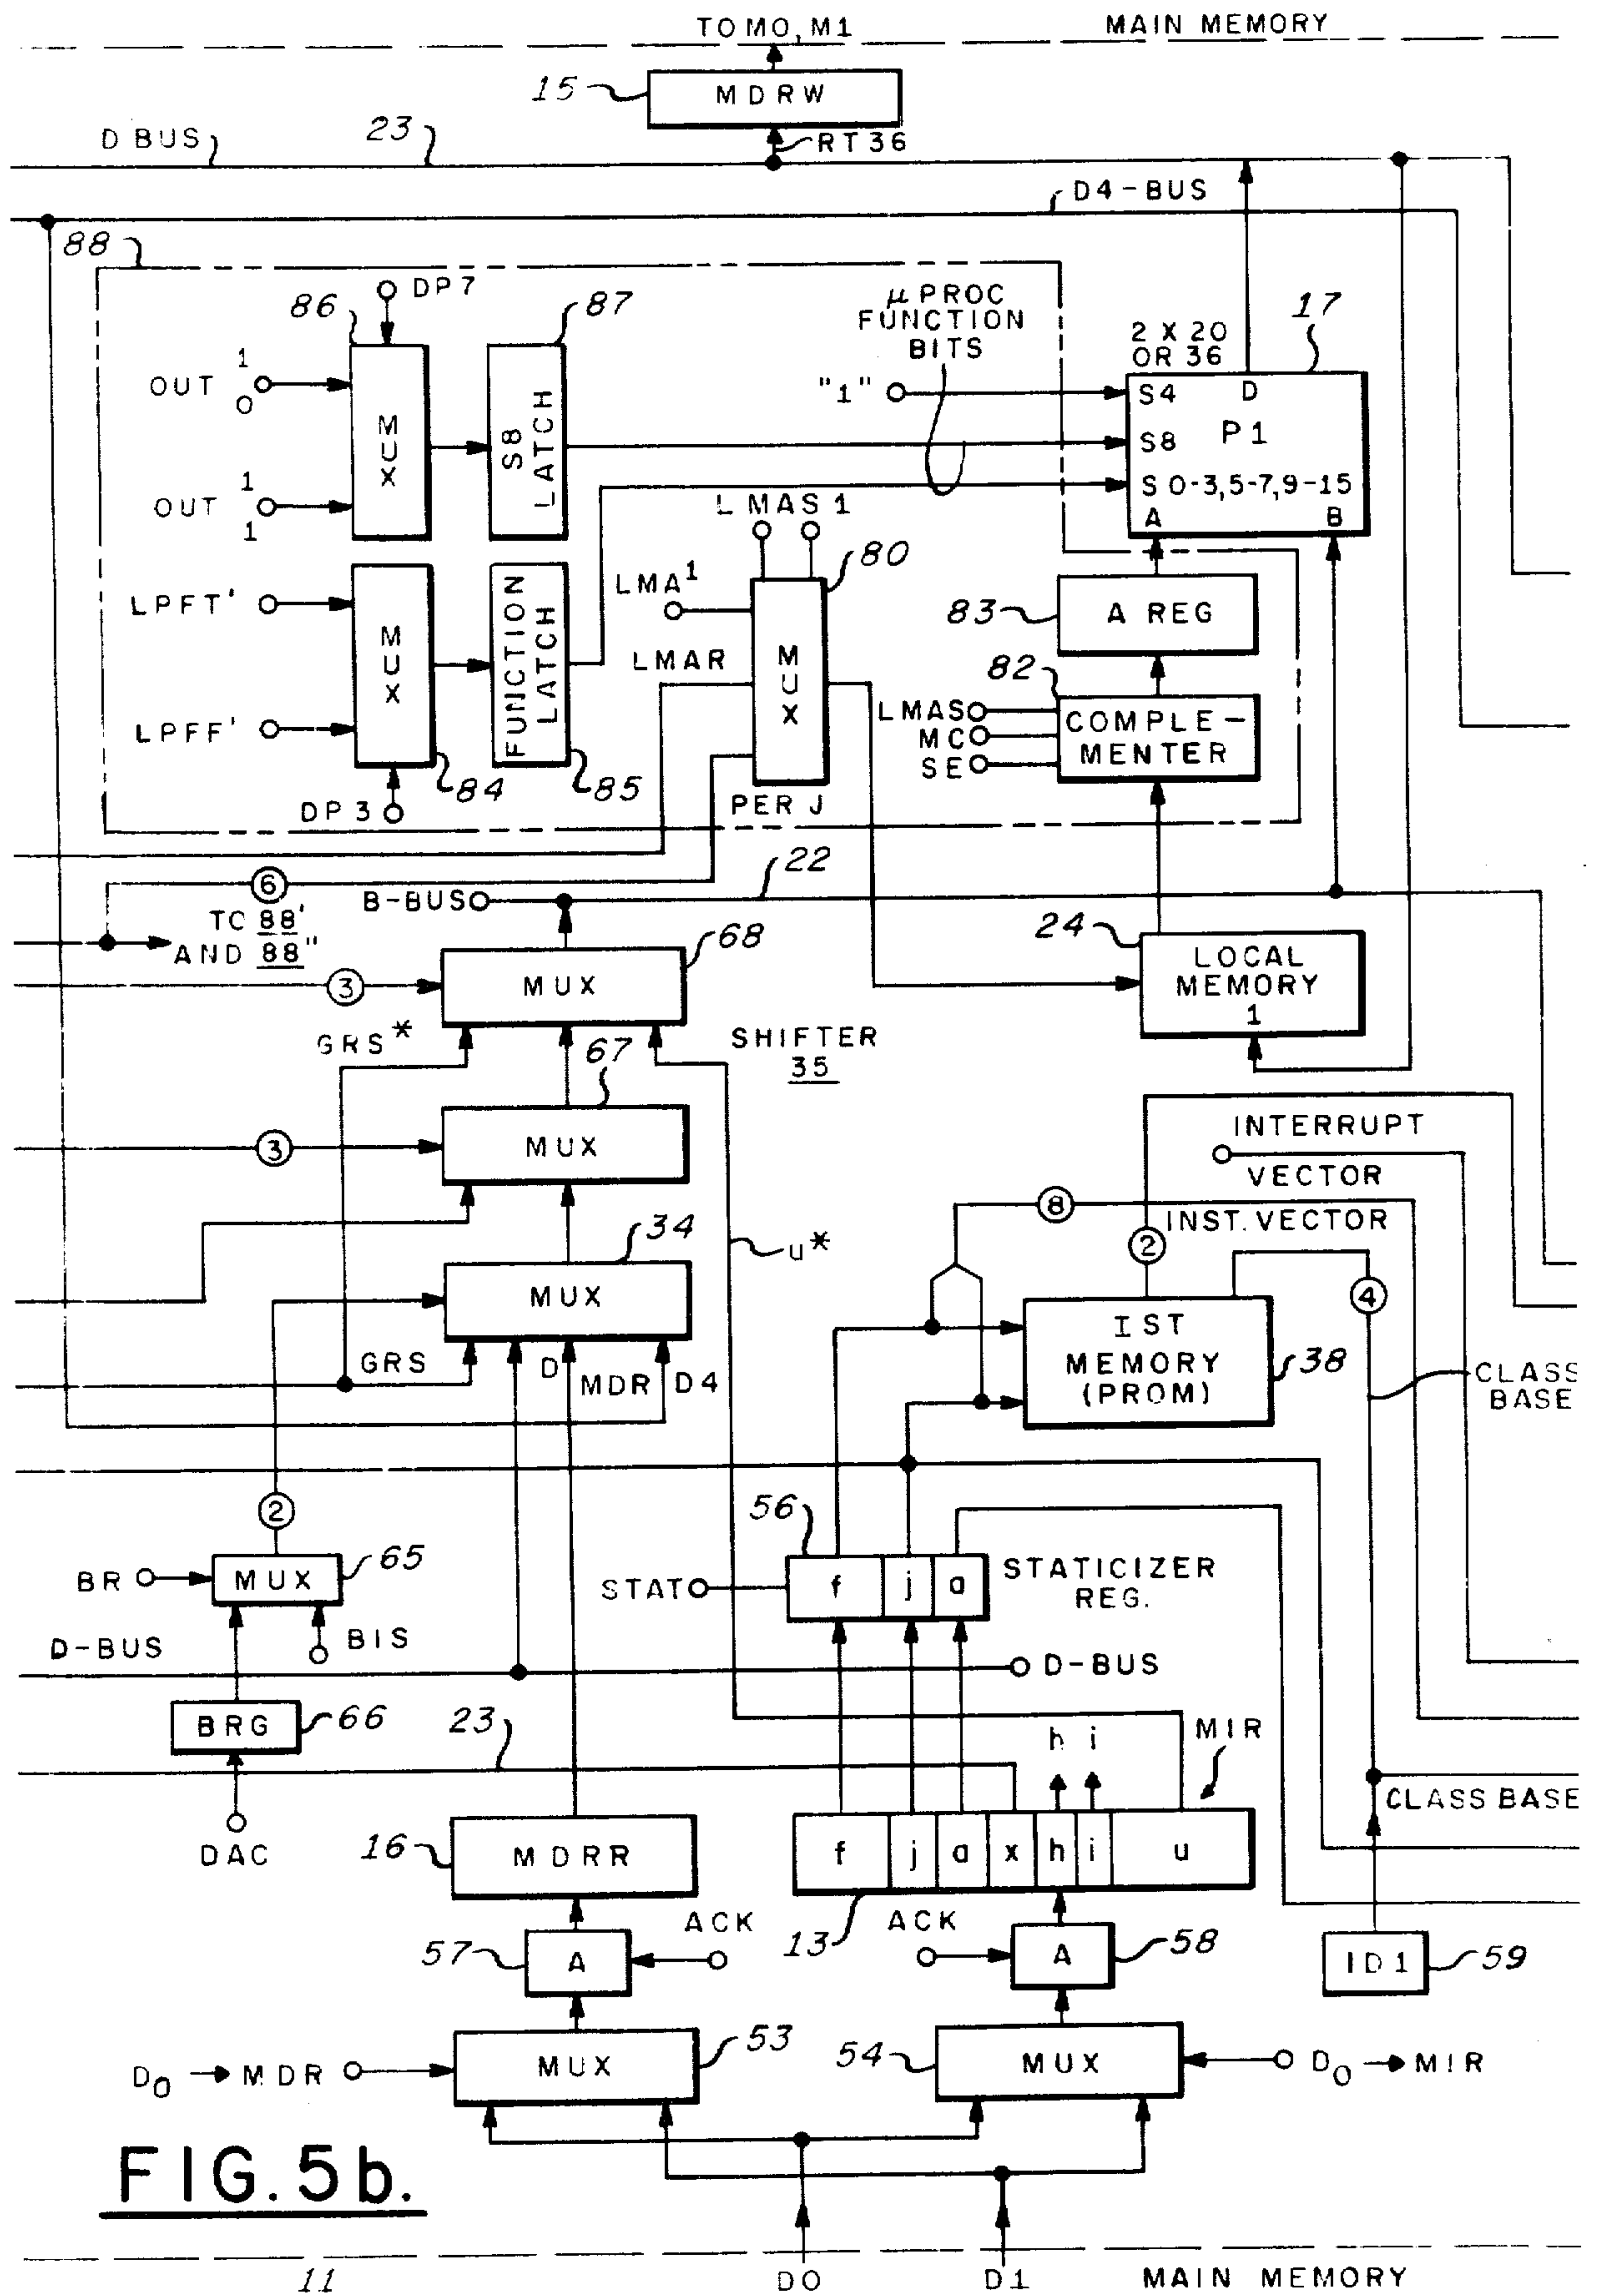 TO MO, M1 MAIN MEMORY
15 MDRW
D BUS 23 RT 36
D4-BUS
88
DP 7
86 87
μ PROC
FUNCTION
BITS
2 X 20
OR 36
17
OUT 1
0
MUX
S8
LATCH
"1"
S4 D
P1
S8
S 0-3,5-7,9-15
A B
OUT 1
1
LMAS 1
80
LPFT'
MUX
FUNCTION
LATCH
LMA1
LMAR
MUX
83 A REG
82
LPFF'
LMAS
MC
SE
COMPLE-
MENTER
84 85
DP 3
PER J
22
6
B-BUS
TO 88'
AND 88"
68
24
LOCAL
MEMORY
1
3 MUX
GRS*
SHIFTER
35
67
3 MUX
INTERRUPT
VECTOR
8
INST. VECTOR
34
u*
2
MUX
4
IST
MEMORY
(PROM)
38
GRS D MDR D4
CLASS
BASE
2
56
65
BR MUX
STAT f j a
STATICIZER
REG.
BIS
D-BUS D-BUS
BRG 66
23
h i MIR
CLASS BASE
DAC
16 MDRR
f j a x h i u
13
ACK ACK
57 A A 58
ID1 59
53
D0 → MDR MUX
54 MUX D0 → MIR
FIG. 5b.
11 D0 D1 MAIN MEMORY